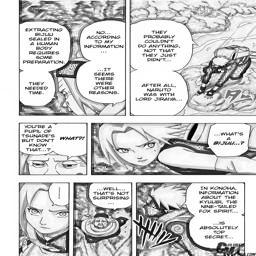 EXTRACTING
BIJUU
SEALED IN
A HUMAN
BODY
REQUIRES
SOME
PREPARATION.
THEY
NEEDED
TIME.
NO...
ACCORDING
TO MY
INFORMATION
...
...IT
SEEMS
THERE
WERE
OTHER
REASONS.
THEY
PROBABLY
COULDN'T
DO ANYTHING,
NOT THAT
THEY JUST
DIDN'T...
AFTER ALL,
NARUTO
WAS WITH
LORD JIRAIYA...
YOU'RE A
PUPIL OF
TSUNADE'S
BUT DON'T
KNOW
THAT...?
WHAT?!
...WHAT'S
A
BIJUU...?
WELL...
THAT'S NOT
SURPRISING
...
IN KONOHA,
INFORMATION
ABOUT THE
KYUUBI, THE
NINE-TAILED
FOX SPIRIT...
...IS
ABSOLUTELY
TOP
SECRET...